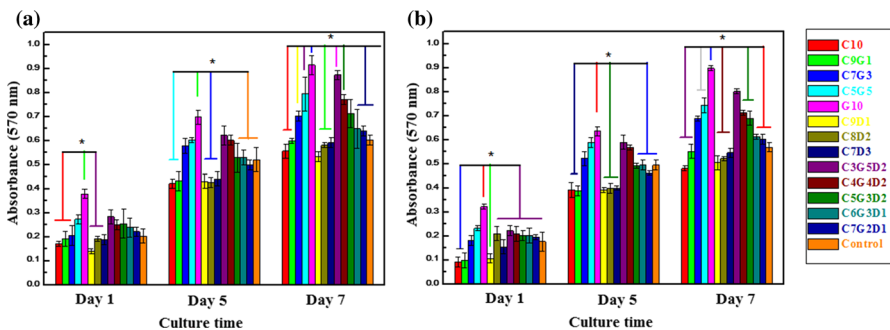 (a)
Absorbance (570 nm)
1.0
0.9
0.8
0.7
0.6
0.5
0.4
0.3
0.2
0.1
0.0
*
*
*
Day 1
Day 5
Day 7
Culture time
(b)
Absorbance (570 nm)
1.0
0.9
0.8
0.7
0.6
0.5
0.4
0.3
0.2
0.1
0.0
*
*
*
Day 1
Day 5
Day 7
Culture time
C10
C9G1
C7G3
C5G5
G10
C9D1
C8D2
C7D3
C3G5D2
C4G4D2
C5G3D2
C6G3D1
C7G2D1
Control